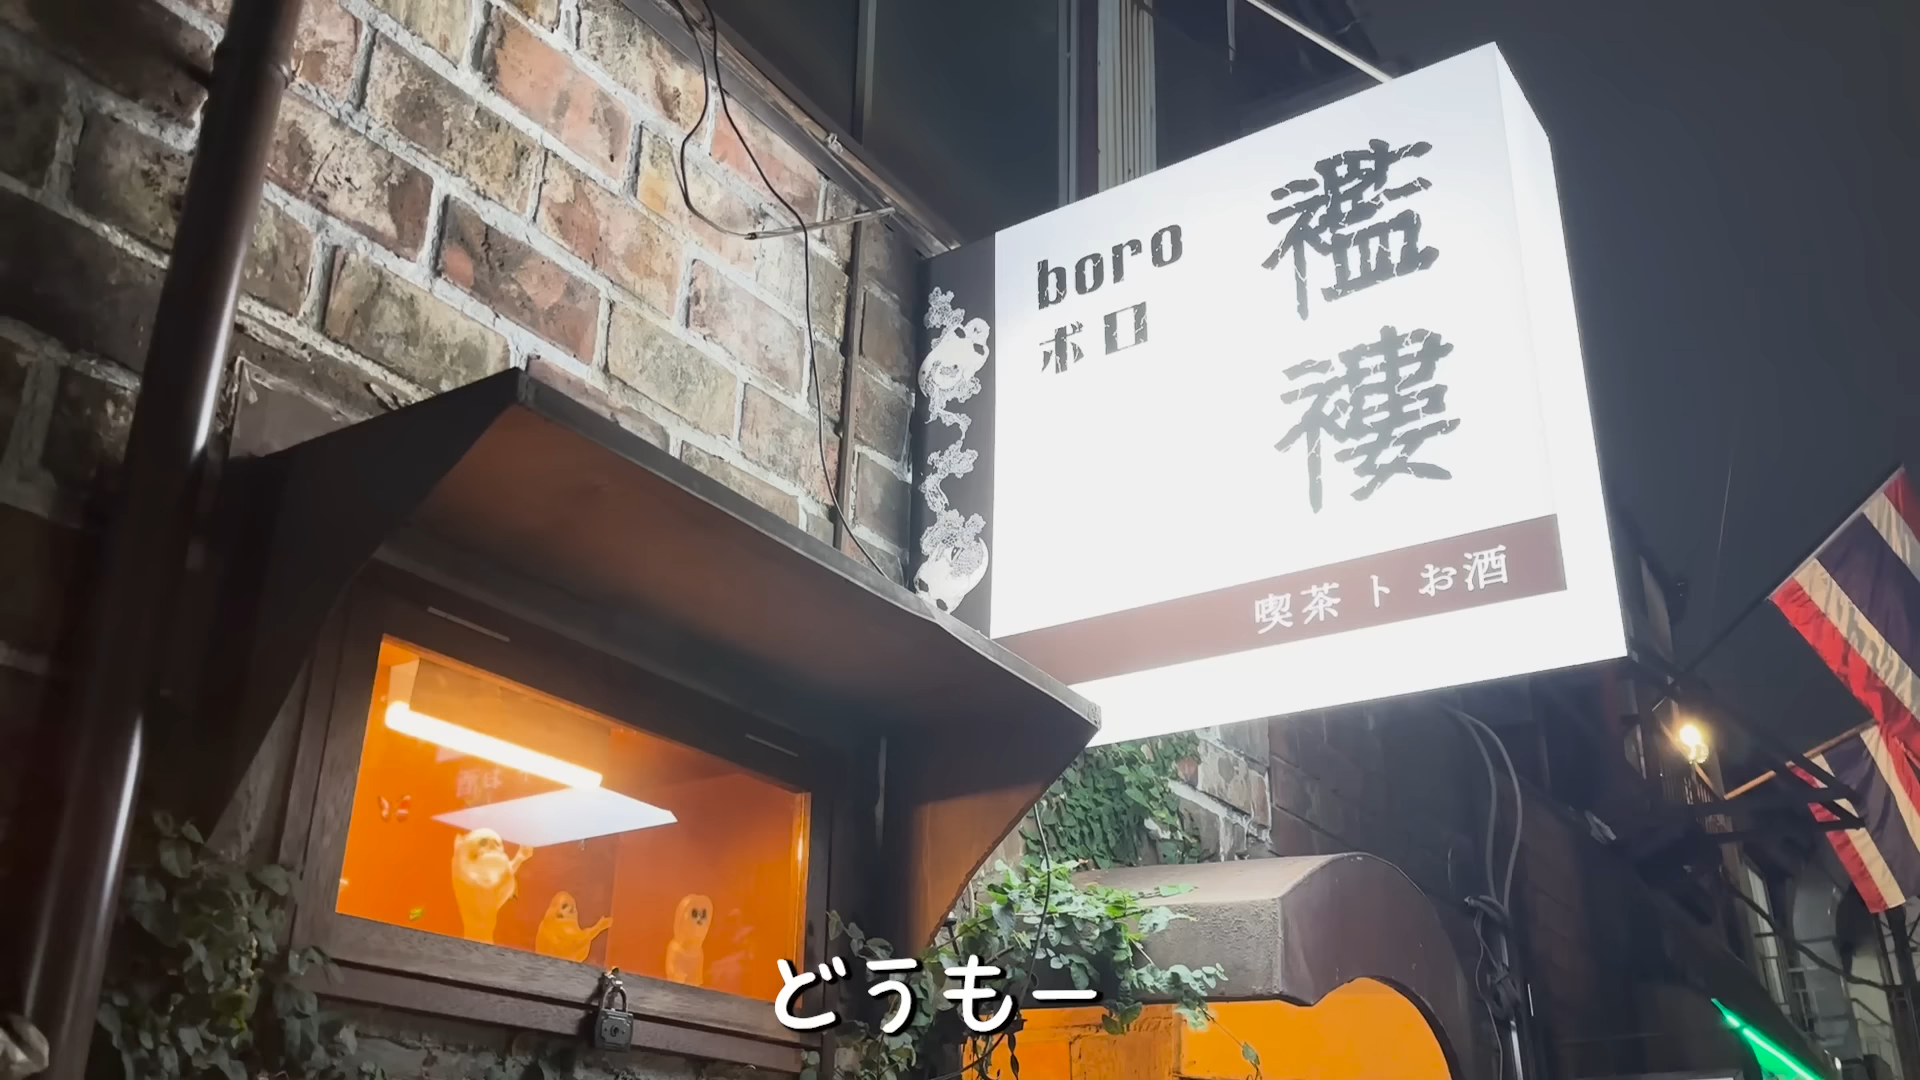 襤褸
boro
ボロ
喫茶ト お酒
どうもー